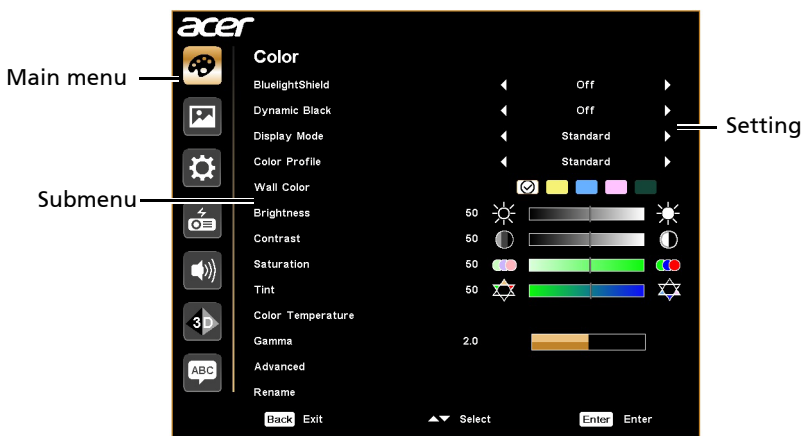 acer
Color
Main menu
BluelightShield Off
Dynamic Black Off
Setting
Display Mode Standard
Color Profile Standard
Wall Color
Submenu
Brightness 50
Contrast 50
Saturation 50
Tint 50
3D
Color Temperature
Gamma 2.0
ABC
Advanced
Rename
Back Exit Select Enter Enter